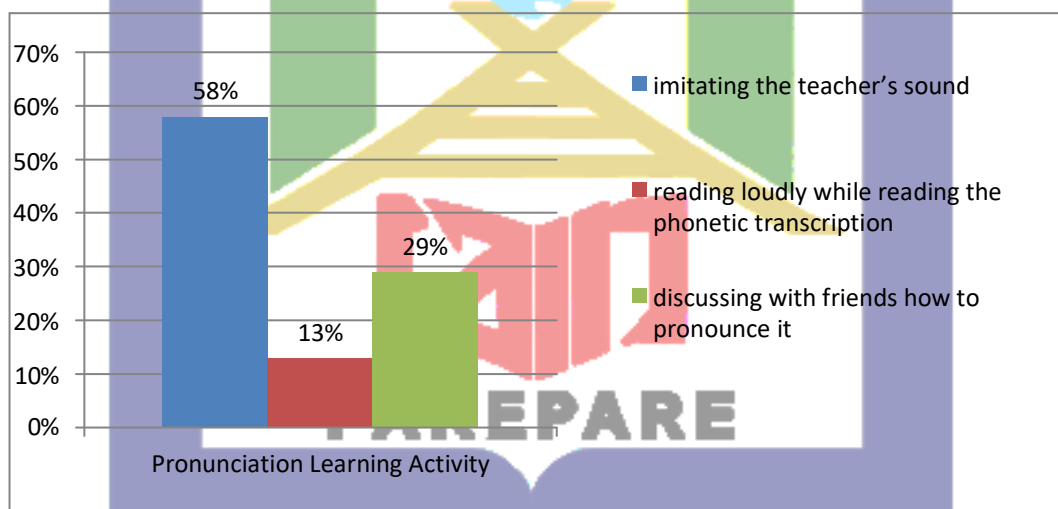 70%
60%
50%
40%
30%
20%
10%
0%
58%
13%
29%
Pronunciation Learning Activity
imitating the teacher's sound
reading loudly while reading the
phonetic transcription
discussing with friends how to
pronounce it